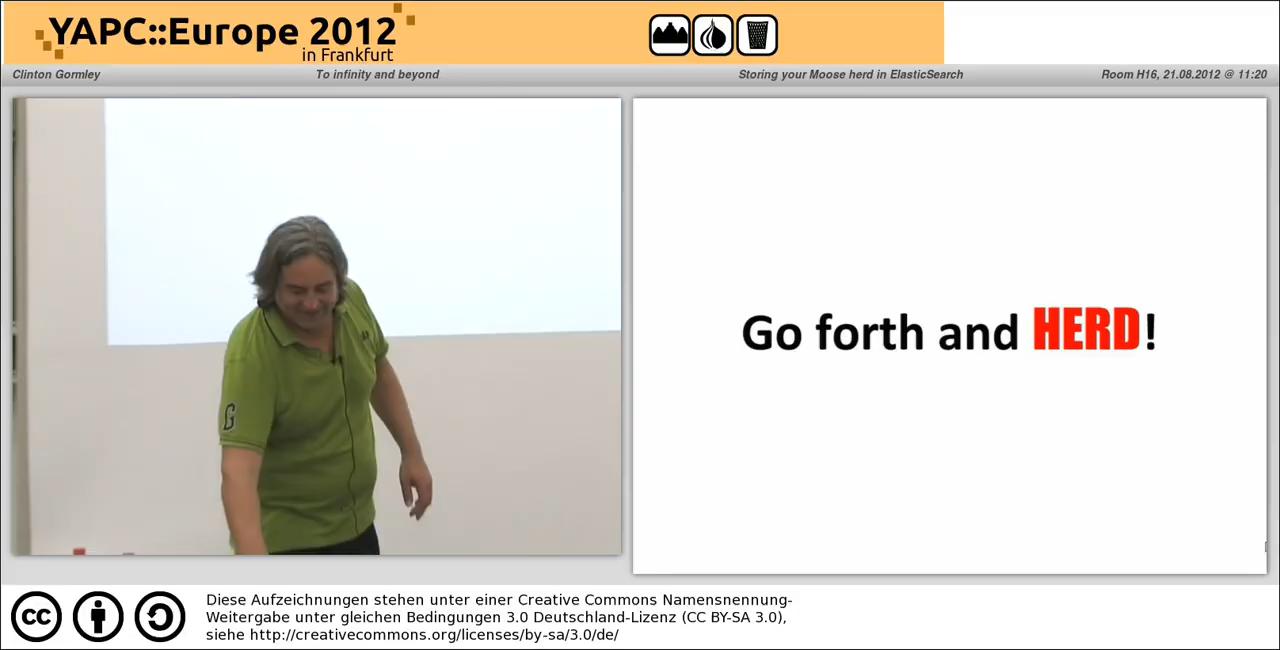 YAPC::Europe 2012
in Frankfurt
Clinton Gormley To infinity and beyond Storing your Moose herd in ElasticSearch Room H16, 21.08.2012 @ 11:20
G
Go forth and HERD!
cc
Diese Aufzeichnungen stehen unter einer Creative Commons Namensnennung-
Weitergabe unter gleichen Bedingungen 3.0 Deutschland-Lizenz (CC BY-SA 3.0),
siehe http://creativecommons.org/licenses/by-sa/3.0/de/